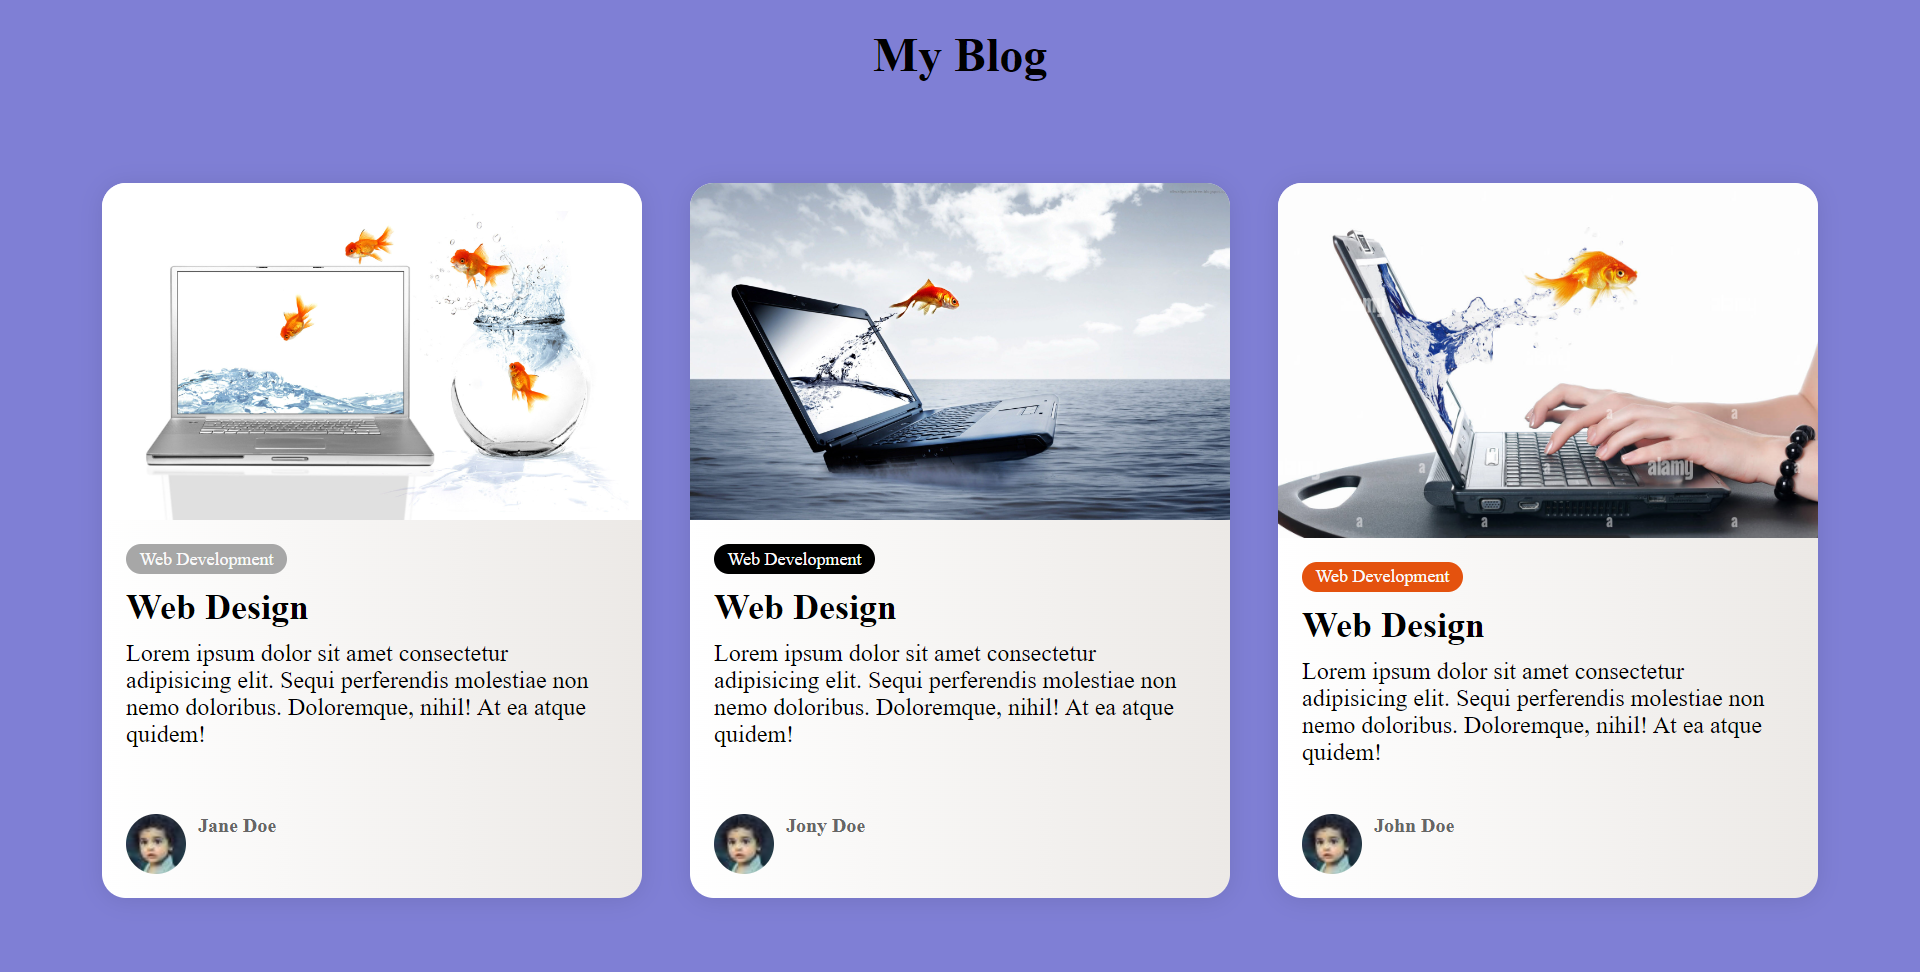 My Blog
Web Development
Web Design
Lorem ipsum dolor sit amet consectetur
adipisicing elit. Sequi perferendis molestiae non
nemo doloribus. Doloremque, nihil! At ea atque
quidem!
Jane Doe
Web Development
Web Design
Lorem ipsum dolor sit amet consectetur
adipisicing elit. Sequi perferendis molestiae non
nemo doloribus. Doloremque, nihil! At ea atque
quidem!
Jony Doe
alamy
a
a
a
a
a
a
a
a
Web Development
Web Design
Lorem ipsum dolor sit amet consectetur
adipisicing elit. Sequi perferendis molestiae non
nemo doloribus. Doloremque, nihil! At ea atque
quidem!
John Doe